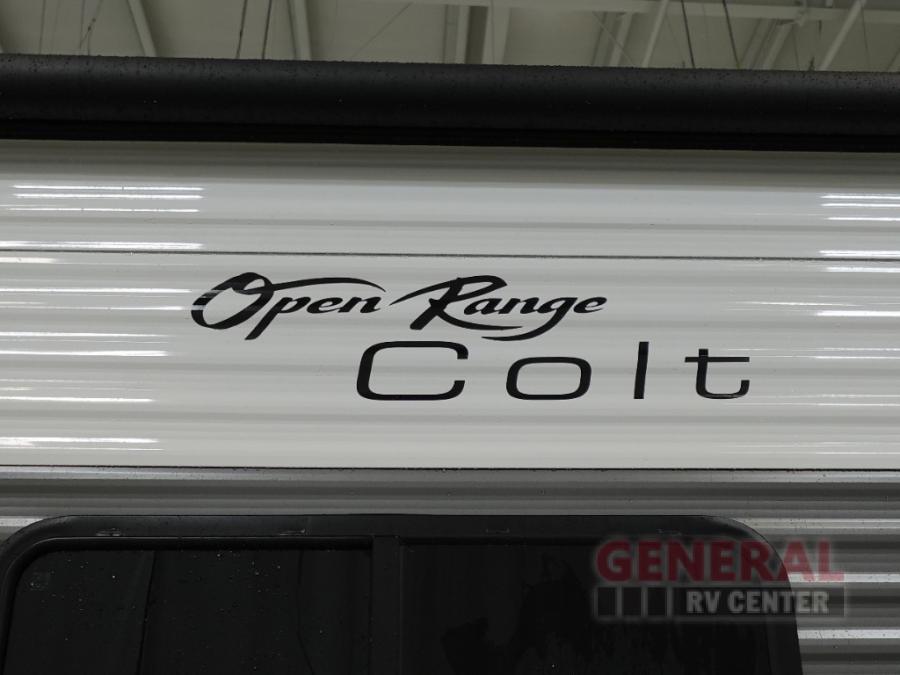 Open Range
Colt
GENERAL
RV CENTER